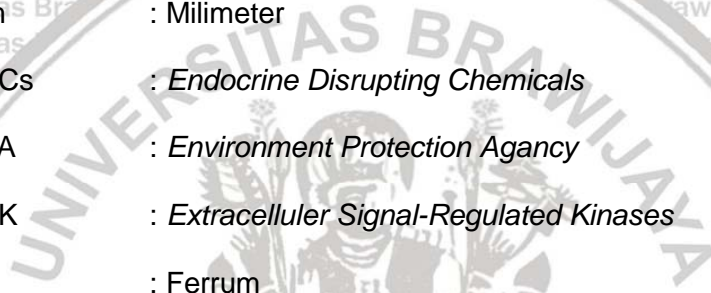 : Milimeter
Cs : Endocrine Disrupting Chemicals
A : Environment Protection Agancy
K : Extracelluler Signal-Regulated Kinases
: Ferrum
UNIVERSITAS BRAWIJAYA